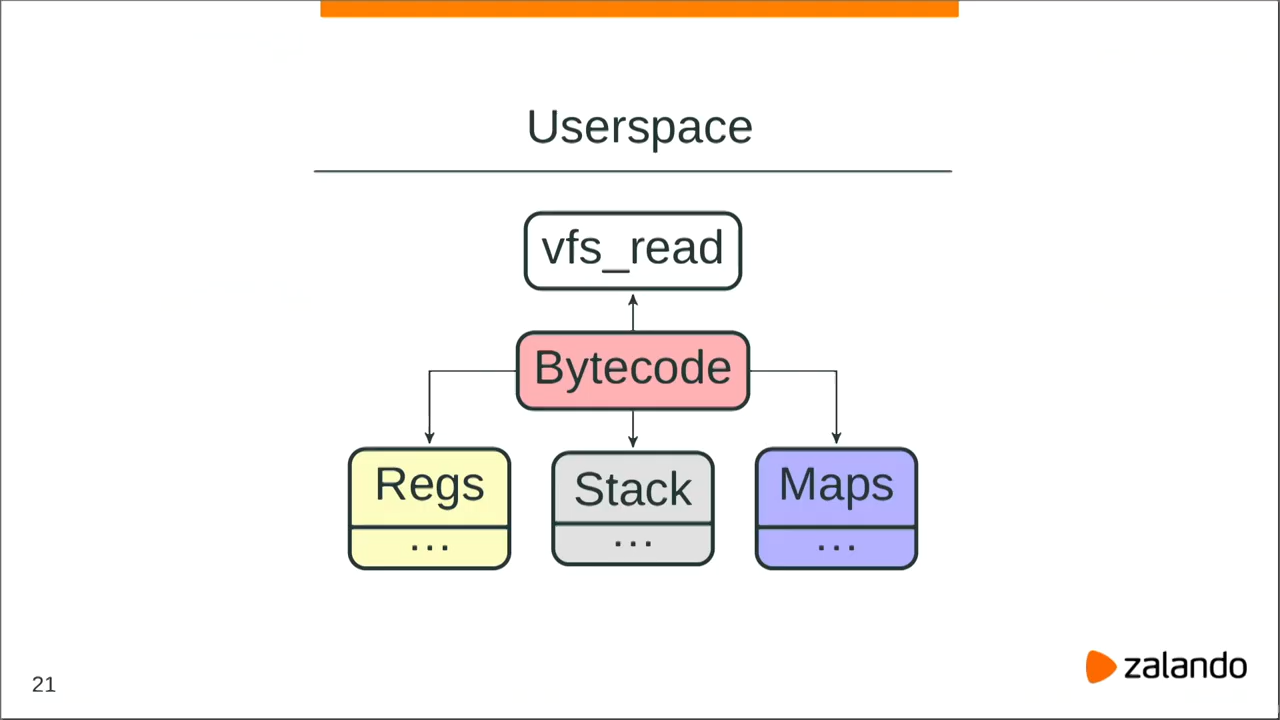 Userspace
vfs_read
Bytecode
Regs
Stack
Maps
...
...
...
21
zalando